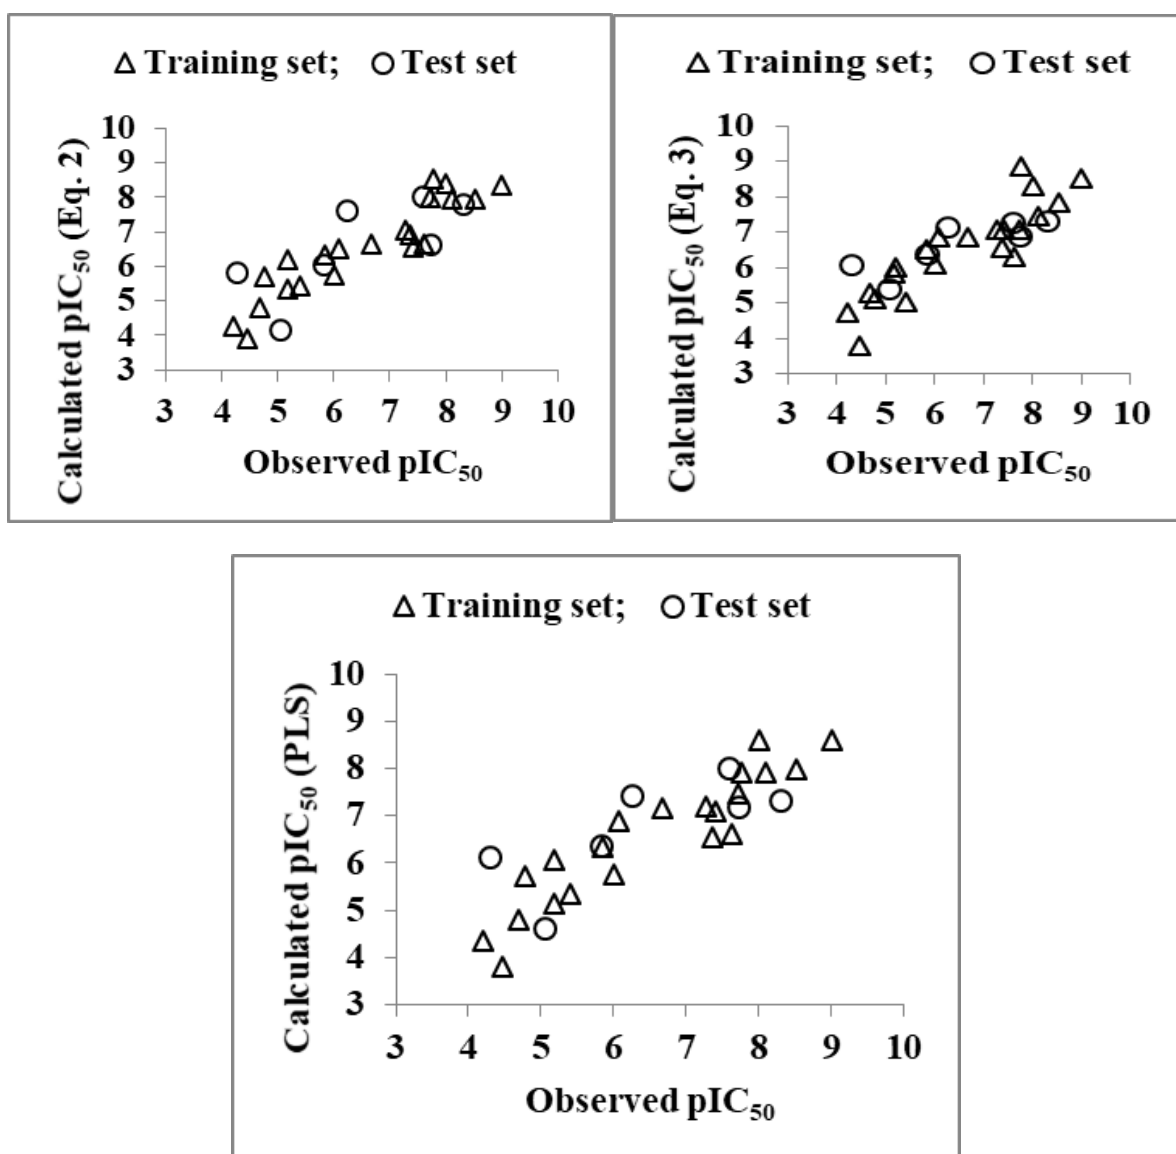 Training set; Test set
Calculated pIC50 (Eq. 2)
10
9
8
7
6
5
4
3
3 4 5 6 7 8 9 10
Observed pIC50
Training set; Test set
Calculated pIC50 (Eq. 3)
10
9
8
7
6
5
4
3
3 4 5 6 7 8 9 10
Observed pIC50
Training set; Test set
Calculated pIC50 (PLS)
10
9
8
7
6
5
4
3
3 4 5 6 7 8 9 10
Observed pIC50